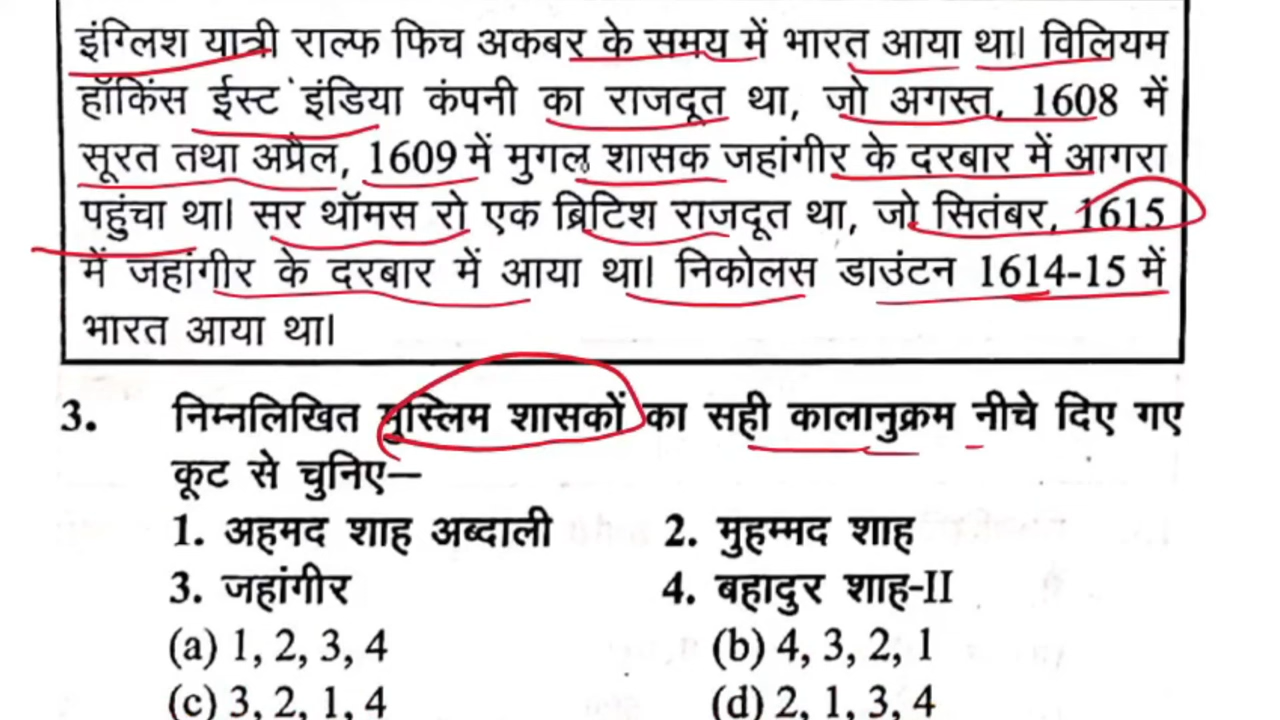 इंग्लिश यात्री राल्फ फिच अकबर के समय में भारत आया था। विलियम
हॉकिंस ईस्ट इंडिया कंपनी का राजदूत था, जो अगस्त, 1608 में
सूरत तथा अप्रैल, 1609 में मुगल शासक जहांगीर के दरबार में आगरा
पहुंचा था। सर थॉमस रो एक ब्रिटिश राजदूत था, जो सितंबर, 1615
में जहांगीर के दरबार में आया था। निकोलस डाउंटन 1614-15 में
भारत आया था।
3. निम्नलिखित मुस्लिम शासकों का सही कालानुक्रम नीचे दिए गए
कूट से चुनिए–
1. अहमद शाह अब्दाली 2. मुहम्मद शाह
3. जहांगीर 4. बहादुर शाह-II
(a) 1, 2, 3, 4 (b) 4, 3, 2, 1
(c) 3, 2, 1, 4 (d) 2, 1, 3, 4